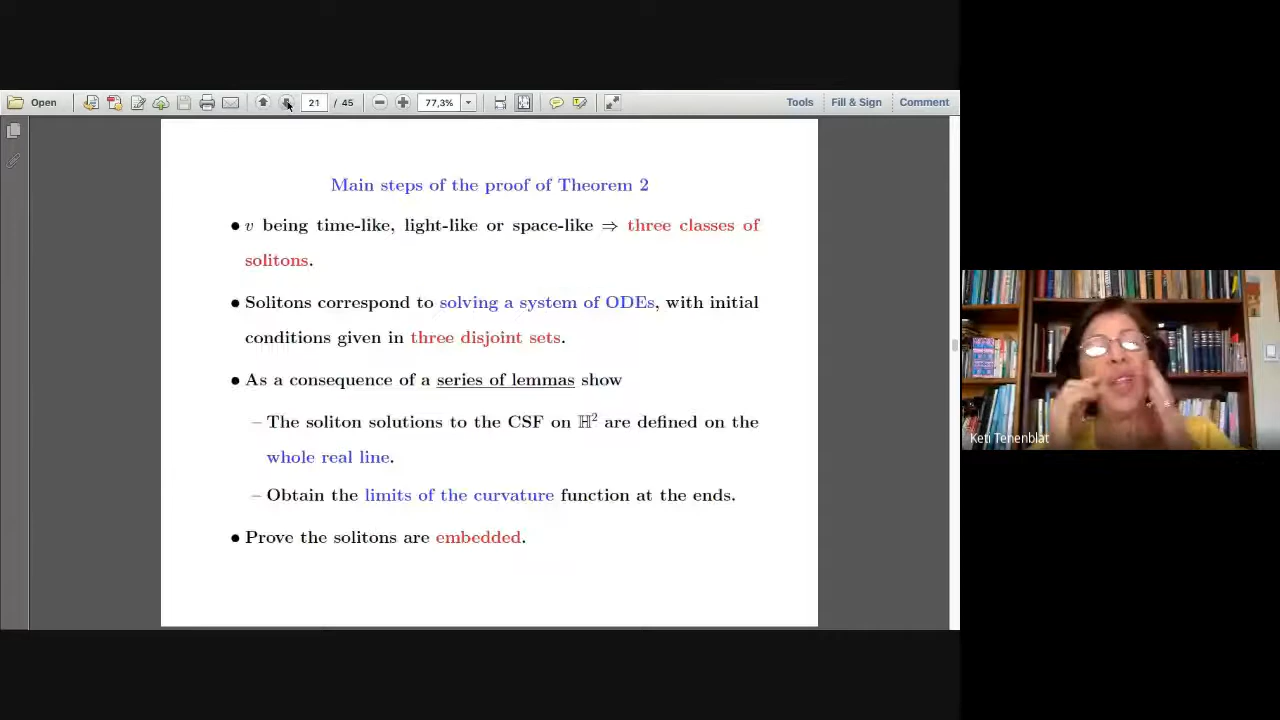 Open 21 / 45 77,3% Tools Fill & Sign Comment
Main steps of the proof of Theorem 2
● v being time-like, light-like or space-like ⇒ three classes of
solitons.
● Solitons correspond to solving a system of ODEs, with initial
conditions given in three disjoint sets.
● As a consequence of a series of lemmas show
– The soliton solutions to the CSF on ℍ² are defined on the
whole real line.
– Obtain the limits of the curvature function at the ends.
● Prove the solitons are embedded.
Keti Tenenblat